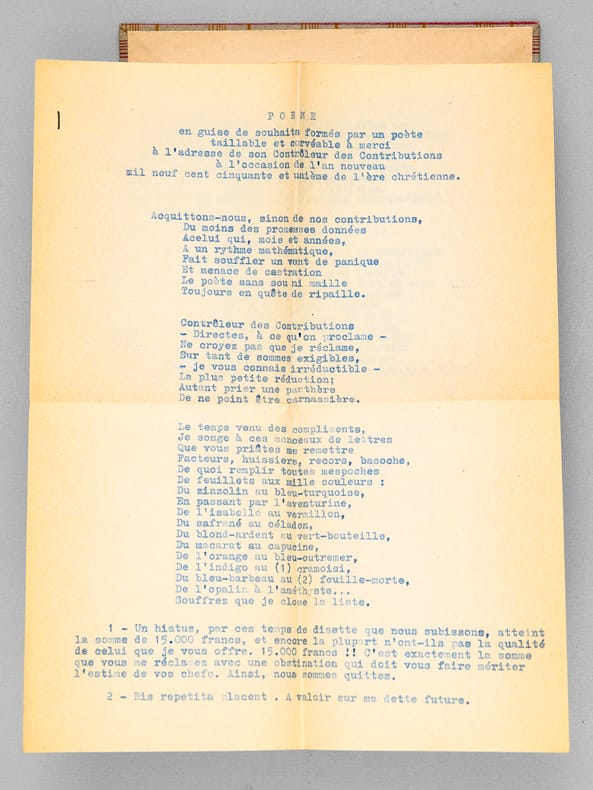 POEME
en guise de souhaits formés par un poète
taillable et corvéable à merci
à l'adresse de son Contrôleur des Contributions
à l'occasion de l'an nouveau
mil neuf cent cinquante et unième de l'ère chrétienne.
Acquittons-nous, sinon de nos contributions,
Du moins des promesses données
Acelui qui, mois et années,
A un rythme mathématique,
Fait souffler un vent de panique
Et menace de castration
Le poète sans sou ni maille
Toujours en quête de ripaille.
Contrôleur des Contributions
- Directes, à ce qu'on proclame -
Ne croyez pas que je réclame,
Sur tant de sommes exigibles,
- je vous connais irréductible -
La plus petite réduction;
Autant prier une panthère
De ne point être carnassière.
Le temps venu des compliments,
Je songe à ces monceaux de lettres
Que vous priâtes me remettre
Facteurs, huissiers, recors, basoche,
De quoi remplir toutes mespoches
De feuillets aux mille couleurs :
Du zinzolin au bleu-turquoise,
En passant par l'aventurine,
De l'isabelle au vermillon,
Du safrané au céladon,
Du blond-ardent au vert-bouteille,
Du macarat au capucine,
De l'orange au bleu-outremer,
De l'indigo au (1) cramoisi,
Du bleu-barbeau au (2) feuille-morte,
De l'opalin à l'améthyste...
Souffrez que je close la liste.
1 - Un hiatus, par ces temps de disette que nous subissons, atteint
la somme de 15.000 francs, et encore la plupart n'ont-ils pas la qualité
de celui que je vous offre. 15.000 francs !! C'est exactement la somme
que vous me réclamez avec une obstination qui doit vous faire mériter
l'estime de vos chefs. Ainsi, nous sommes quittes.
2 - Bis repetita placent . A valoir sur ma dette future.